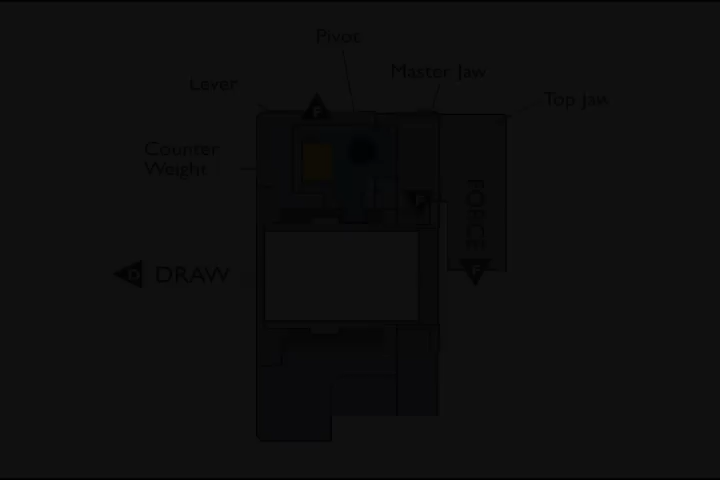 Pivot
Master Jaw
Lever
Top Jaw
Counter
Weight
F
F
FORCE
D DRAW
F